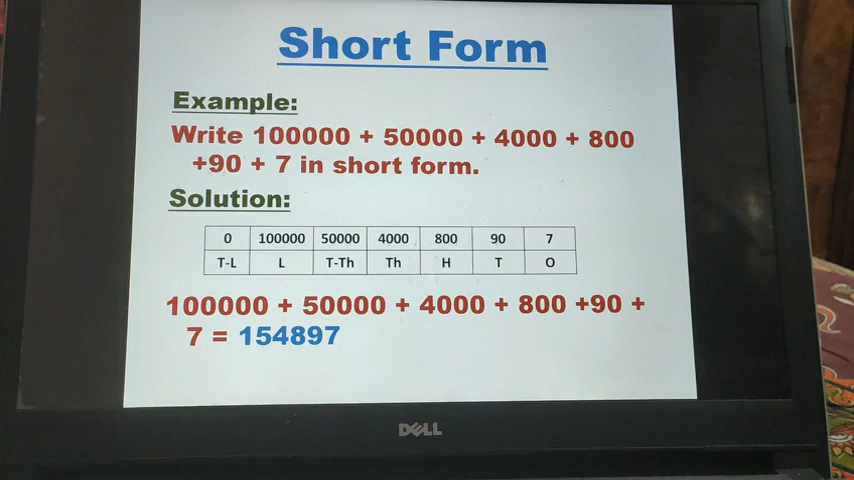 Short Form
Example:
Write 100000 + 50000 + 4000 + 800
+90 + 7 in short form.
Solution:
0 100000 50000 4000 800 90 7
T-L L T-Th Th H T O
100000 + 50000 + 4000 + 800 +90 +
7 = 154897
DELL